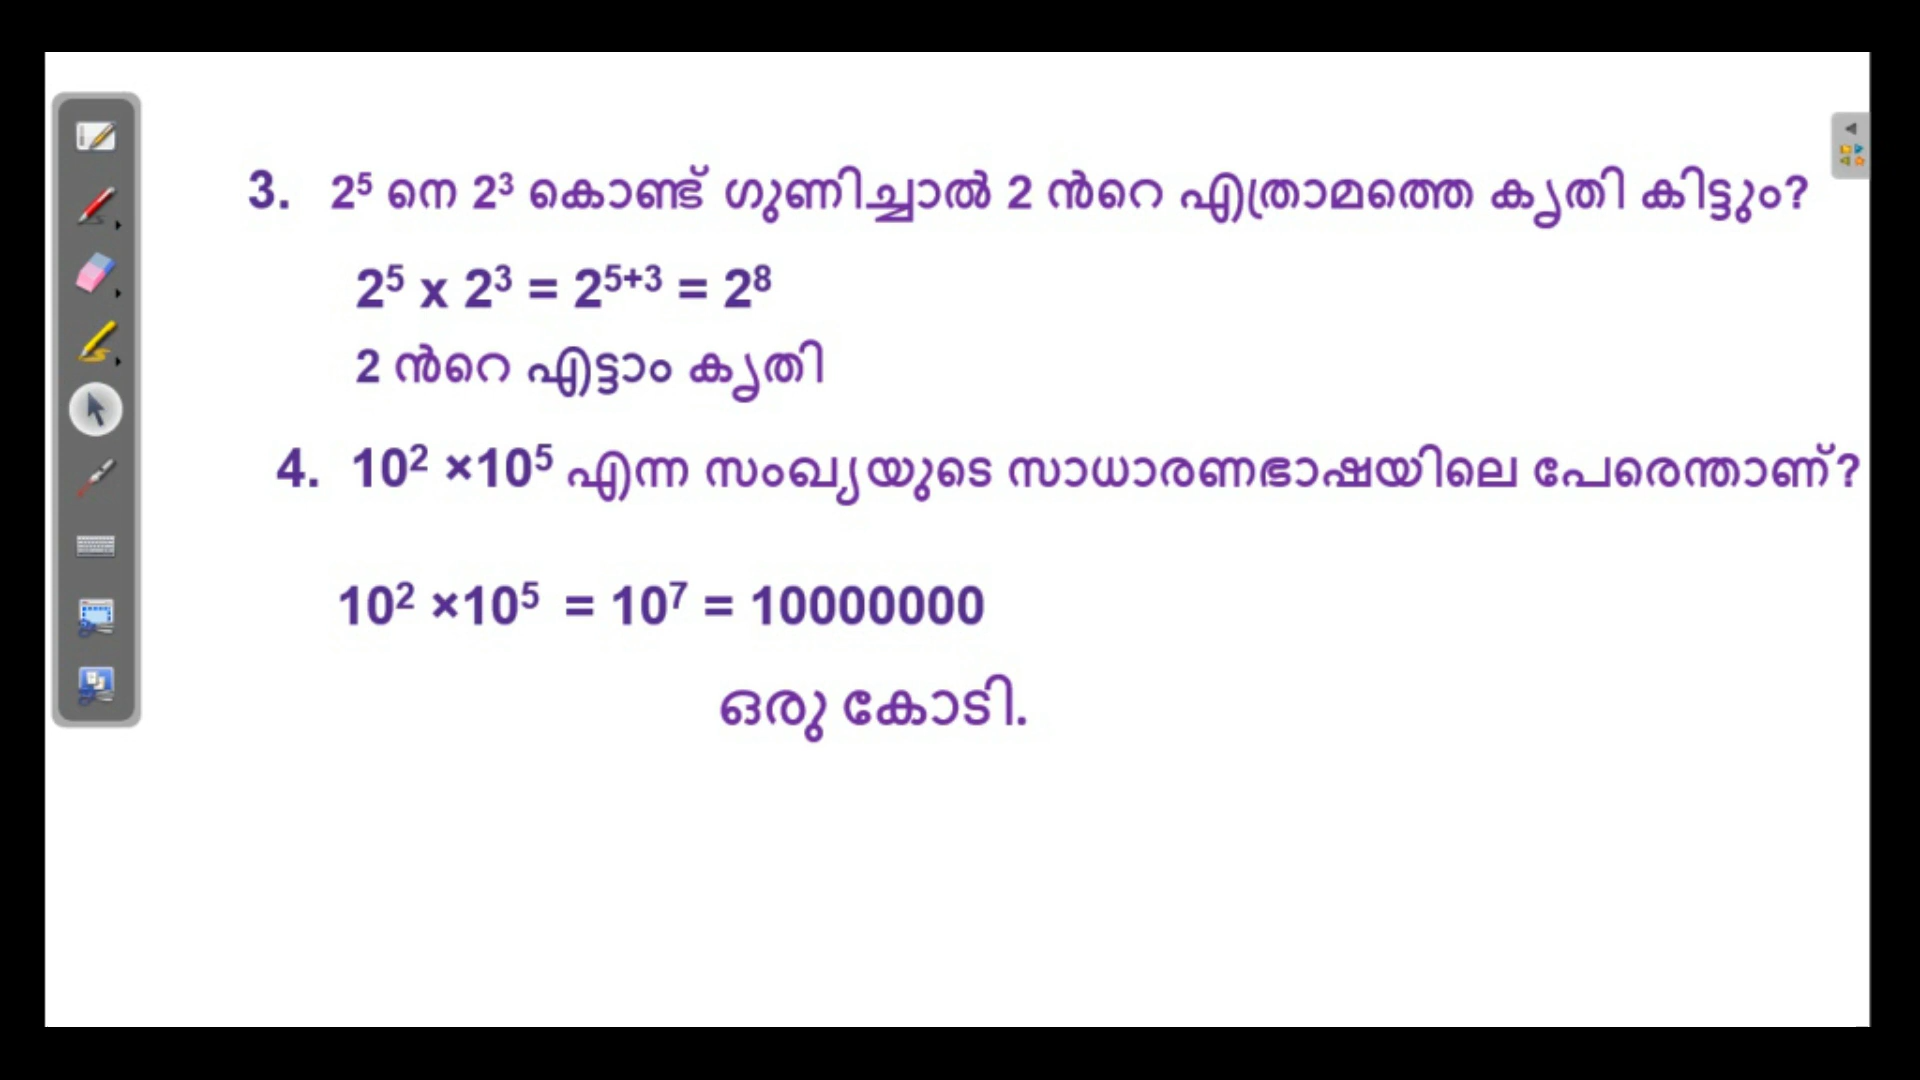 3. 2⁵ നെ 2³ കൊണ്ട് ഗുണിച്ചാൽ 2 ൻറെ എത്രാമത്തെ കൃതി കിട്ടും?
2⁵ x 2³ = 2⁵⁺³ = 2⁸
2 ൻറെ എട്ടാം കൃതി
4. 10² ×10⁵ എന്ന സംഖ്യയുടെ സാധാരണഭാഷയിലെ പേരെന്താണ്?
10² ×10⁵ = 10⁷ = 10000000
ഒരു കോടി.